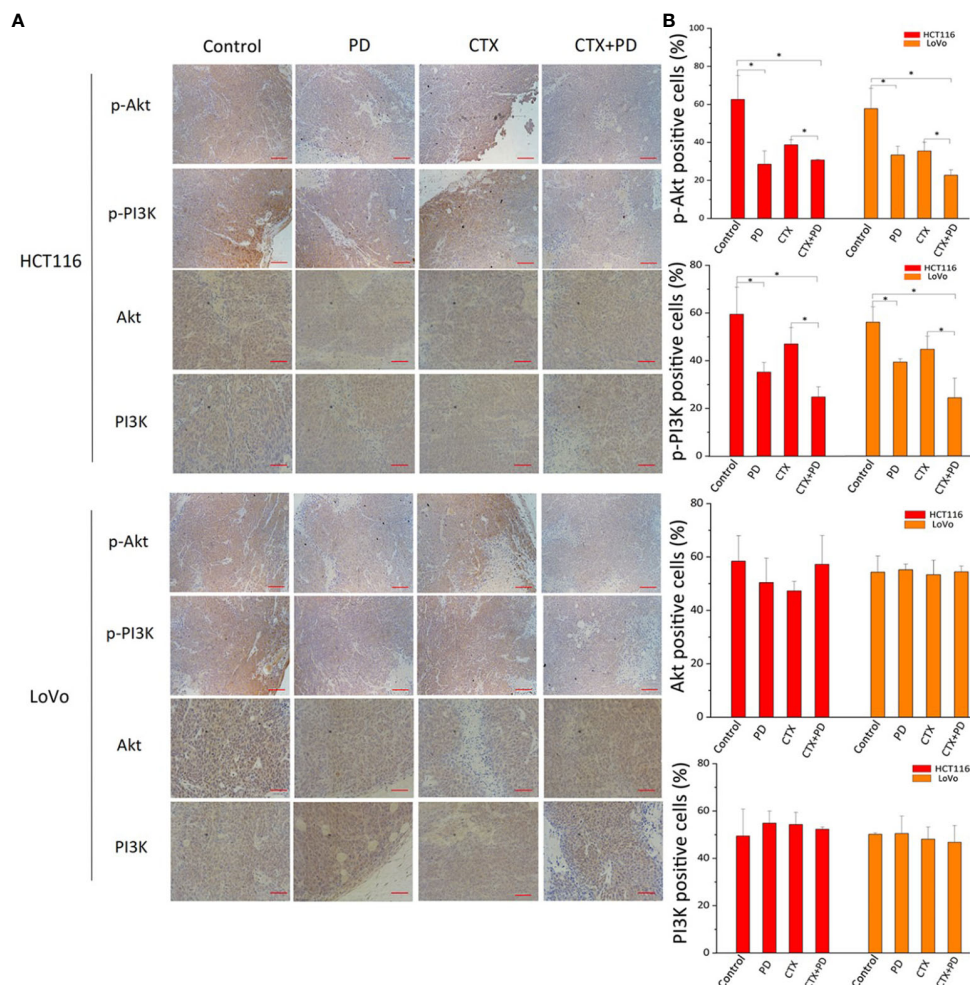 A
Control PD CTX CTX+PD
HCT116
p-Akt
p-PI3K
Akt
PI3K
LoVo
p-Akt
p-PI3K
Akt
PI3K
B
p-Akt positive cells (%)
100
80
60
40
20
0
HCT116
LoVo
* * *
* * *
Control PD CTX CTX+PD Control PD CTX CTX+PD
p-PI3K positive cells (%)
80
60
40
20
0
HCT116
LoVo
* * *
* * *
Control PD CTX CTX+PD Control PD CTX CTX+PD
Akt positive cells (%)
80
60
40
20
0
HCT116
LoVo
Control PD CTX CTX+PD Control PD CTX CTX+PD
PI3K positive cells (%)
80
60
40
20
0
HCT116
LoVo
Control PD CTX CTX+PD Control PD CTX CTX+PD